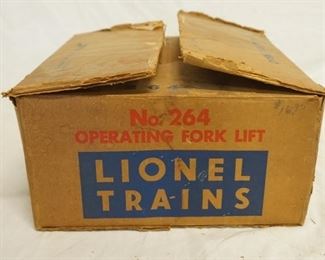 No. 264
OPERATING FORK LIFT
LIONEL
TRAINS